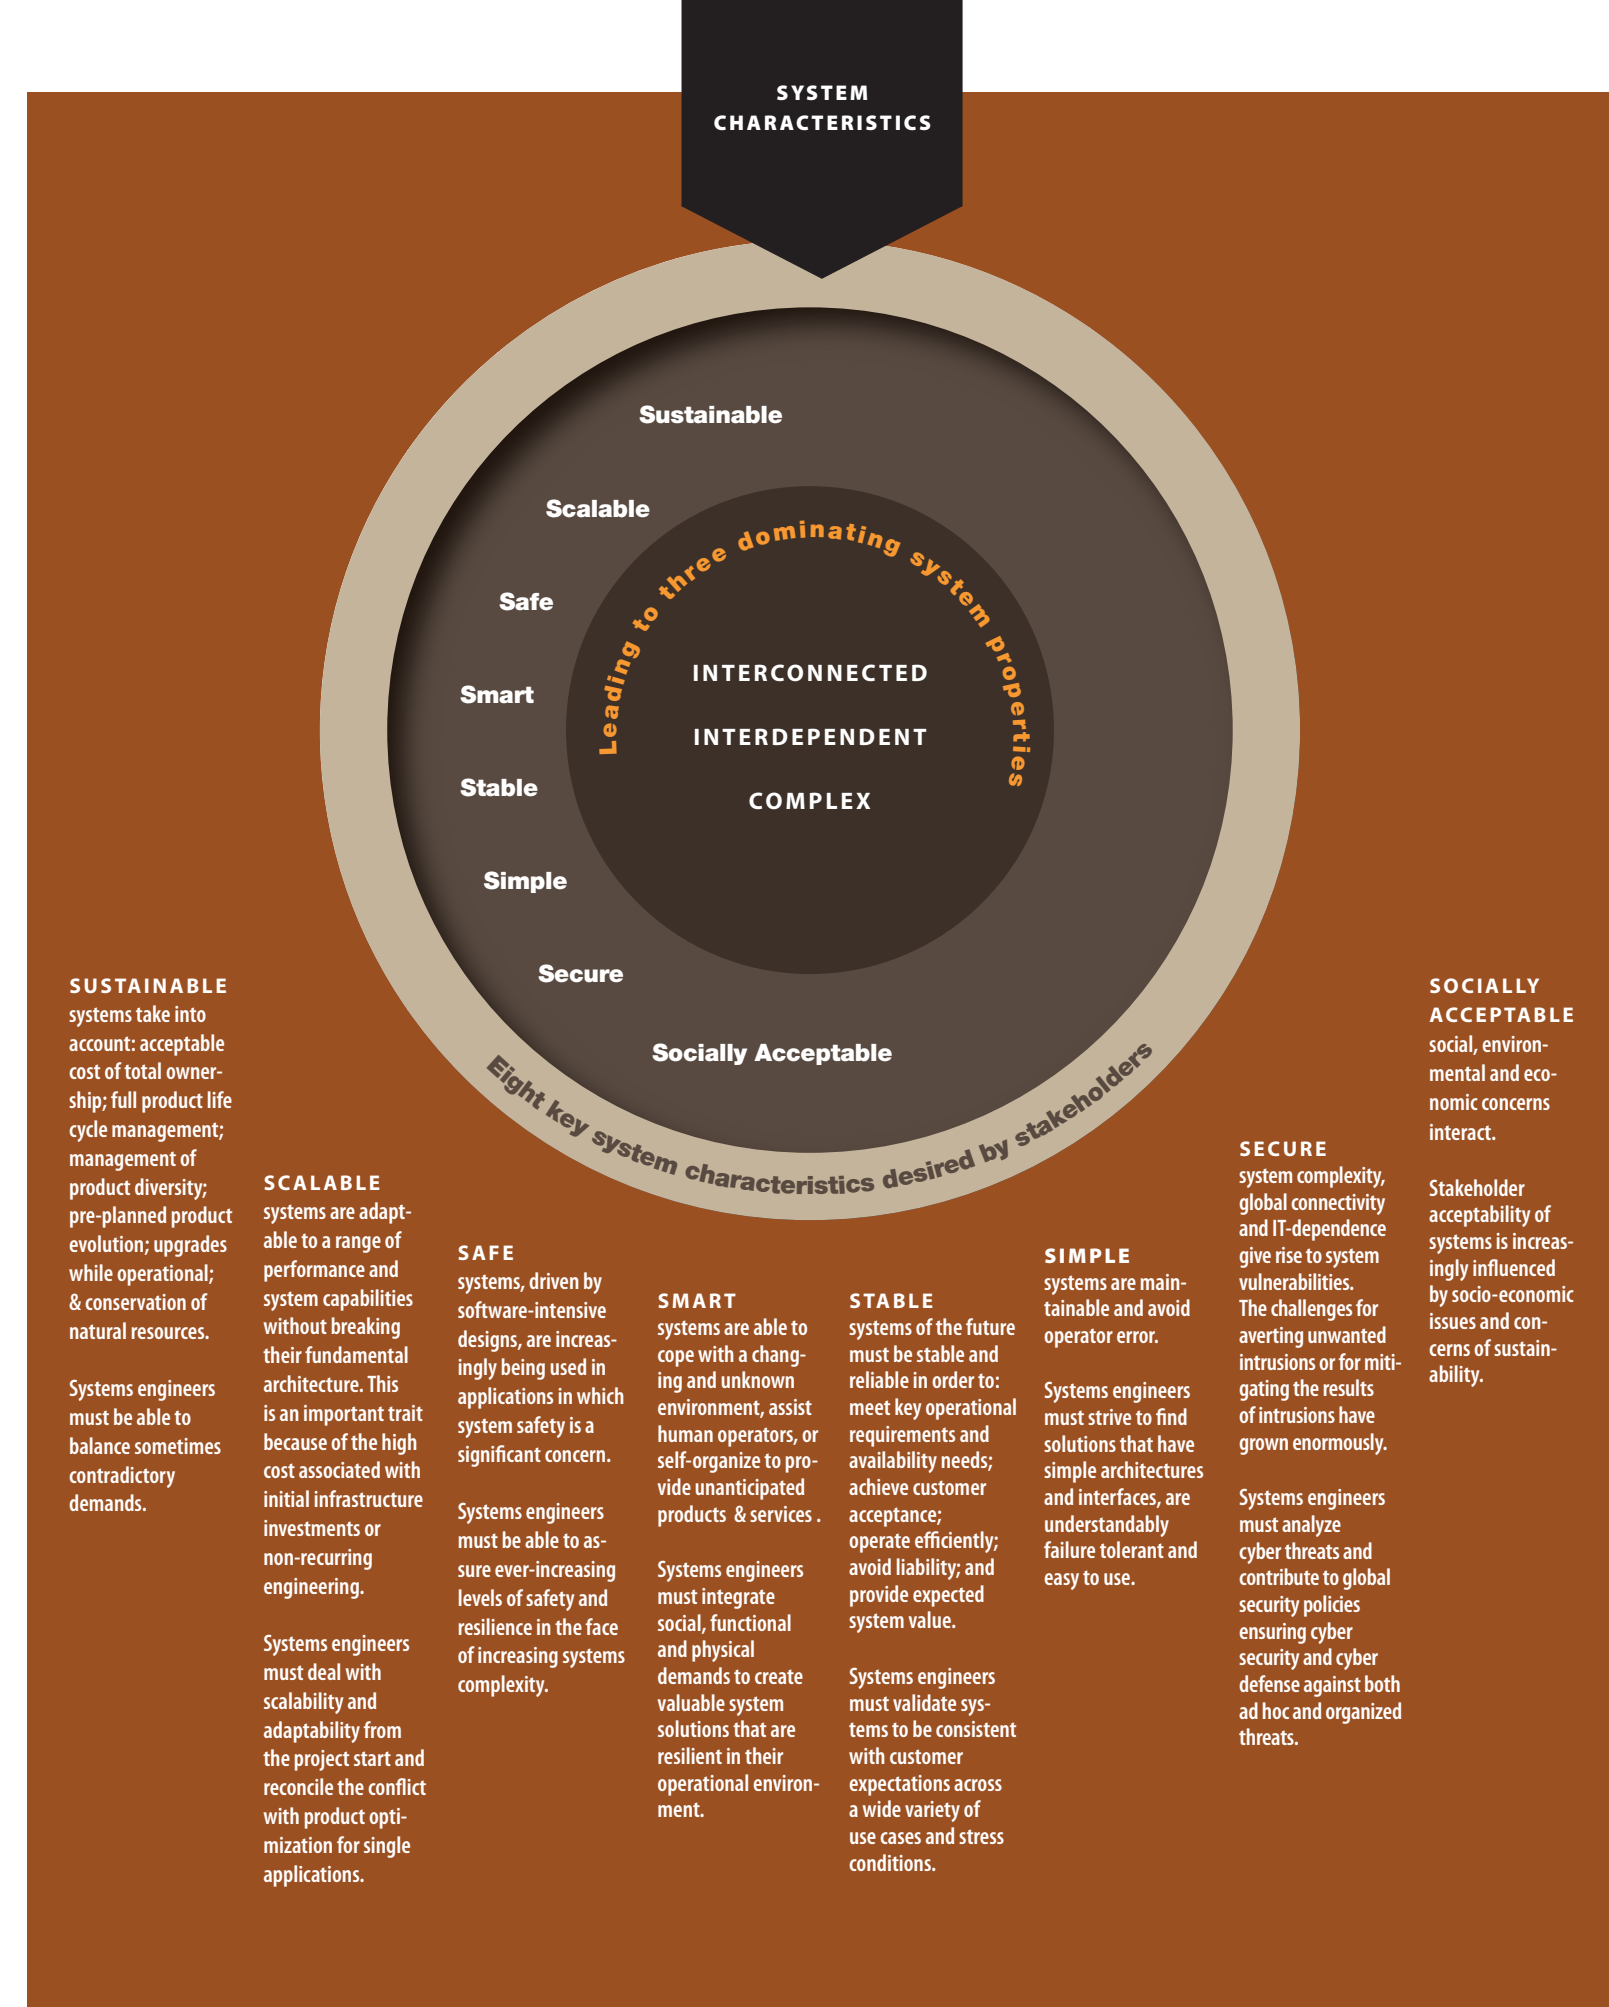 SYSTEM
CHARACTERISTICS
Sustainable
Scalable
Safe
Smart
Stable
Simple
Secure
Socially Acceptable
Leading to three dominating system properties
INTERCONNECTED
INTERDEPENDENT
COMPLEX
Eight key system characteristics desired by stakeholders
SUSTAINABLE
systems take into
account: acceptable
cost of total owner-
ship; full product life
cycle management;
management of
product diversity;
pre-planned product
evolution; upgrades
while operational;
& conservation of
natural resources.
Systems engineers
must be able to
balance sometimes
contradictory
demands.
SCALABLE
systems are adapt-
able to a range of
performance and
system capabilities
without breaking
their fundamental
architecture. This
is an important trait
because of the high
cost associated with
initial infrastructure
investments or
non-recurring
engineering.
Systems engineers
must deal with
scalability and
adaptability from
the project start and
reconcile the conflict
with product opti-
mization for single
applications.
SAFE
systems, driven by
software-intensive
designs, are increas-
ingly being used in
applications in which
system safety is a
significant concern.
Systems engineers
must be able to as-
sure ever-increasing
levels of safety and
resilience in the face
of increasing systems
complexity.
SMART
systems are able to
cope with a chang-
ing and unknown
environment, assist
human operators, or
self-organize to pro-
vide unanticipated
products & services .
Systems engineers
must integrate
social, functional
and physical
demands to create
valuable system
solutions that are
resilient in their
operational environ-
ment.
STABLE
systems of the future
must be stable and
reliable in order to:
meet key operational
requirements and
availability needs;
achieve customer
acceptance;
operate efficiently;
avoid liability; and
provide expected
system value.
Systems engineers
must validate sys-
tems to be consistent
with customer
expectations across
a wide variety of
use cases and stress
conditions.
SIMPLE
systems are main-
tainable and avoid
operator error.
Systems engineers
must strive to find
solutions that have
simple architectures
and interfaces, are
understandably
failure tolerant and
easy to use.
SECURE
system complexity,
global connectivity
and IT-dependence
give rise to system
vulnerabilities.
The challenges for
averting unwanted
intrusions or for miti-
gating the results
of intrusions have
grown enormously.
Systems engineers
must analyze
cyber threats and
contribute to global
security policies
ensuring cyber
security and cyber
defense against both
ad hoc and organized
threats.
SOCIALLY
ACCEPTABLE
social, environ-
mental and eco-
nomic concerns
interact.
Stakeholder
acceptability of
systems is increas-
ingly influenced
by socio-economic
issues and con-
cerns of sustain-
ability.